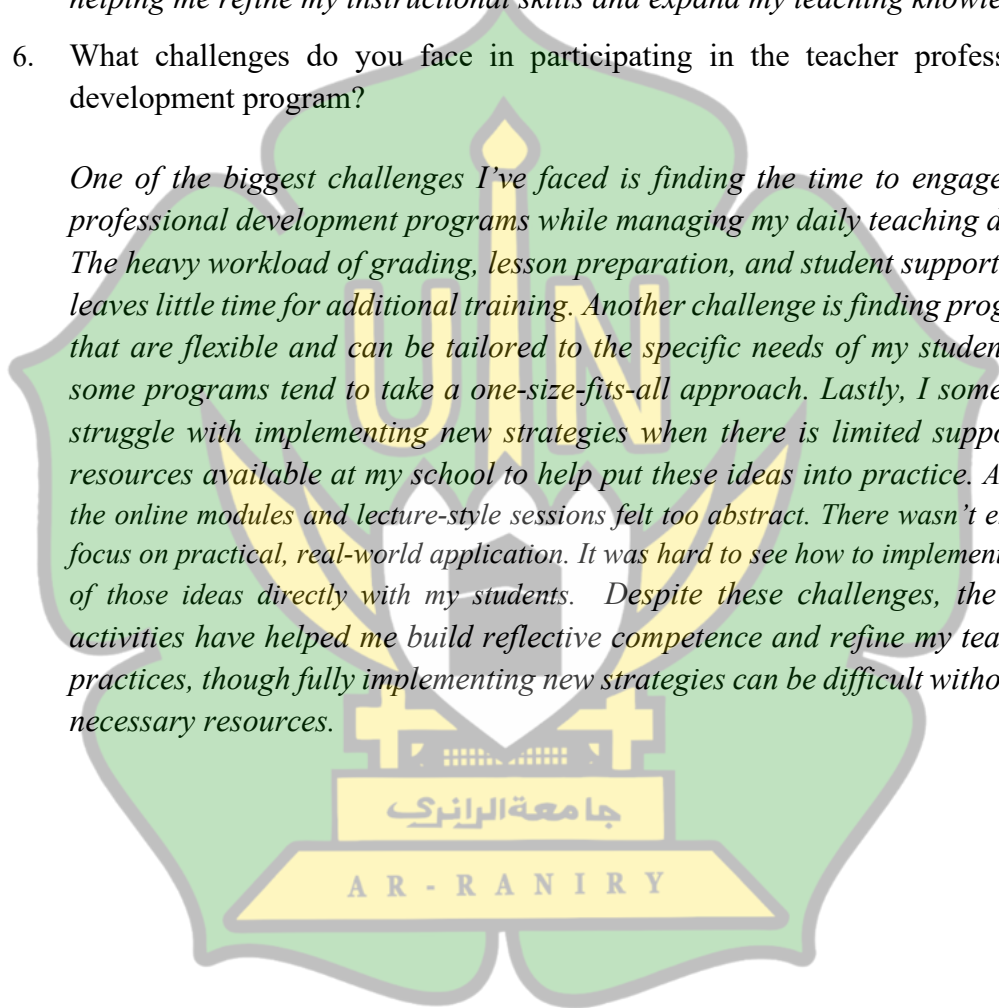 helping me refine my instructional skills and expand my teaching knowle
6. What challenges do you face in participating in the teacher profess
development program?
One of the biggest challenges I've faced is finding the time to engage
professional development programs while managing my daily teaching d
The heavy workload of grading, lesson preparation, and student support
leaves little time for additional training. Another challenge is finding prog
that are flexible and can be tailored to the specific needs of my studen
some programs tend to take a one-size-fits-all approach. Lastly, I some
struggle with implementing new strategies when there is limited suppo
resources available at my school to help put these ideas into practice. A
the online modules and lecture-style sessions felt too abstract. There wasn't e
focus on practical, real-world application. It was hard to see how to implement
of those ideas directly with my students. Despite these challenges, the
activities have helped me build reflective competence and refine my tea
practices, though fully implementing new strategies can be difficult witho
necessary resources.
UIN
جامعة الرانري
AR-RANIRY